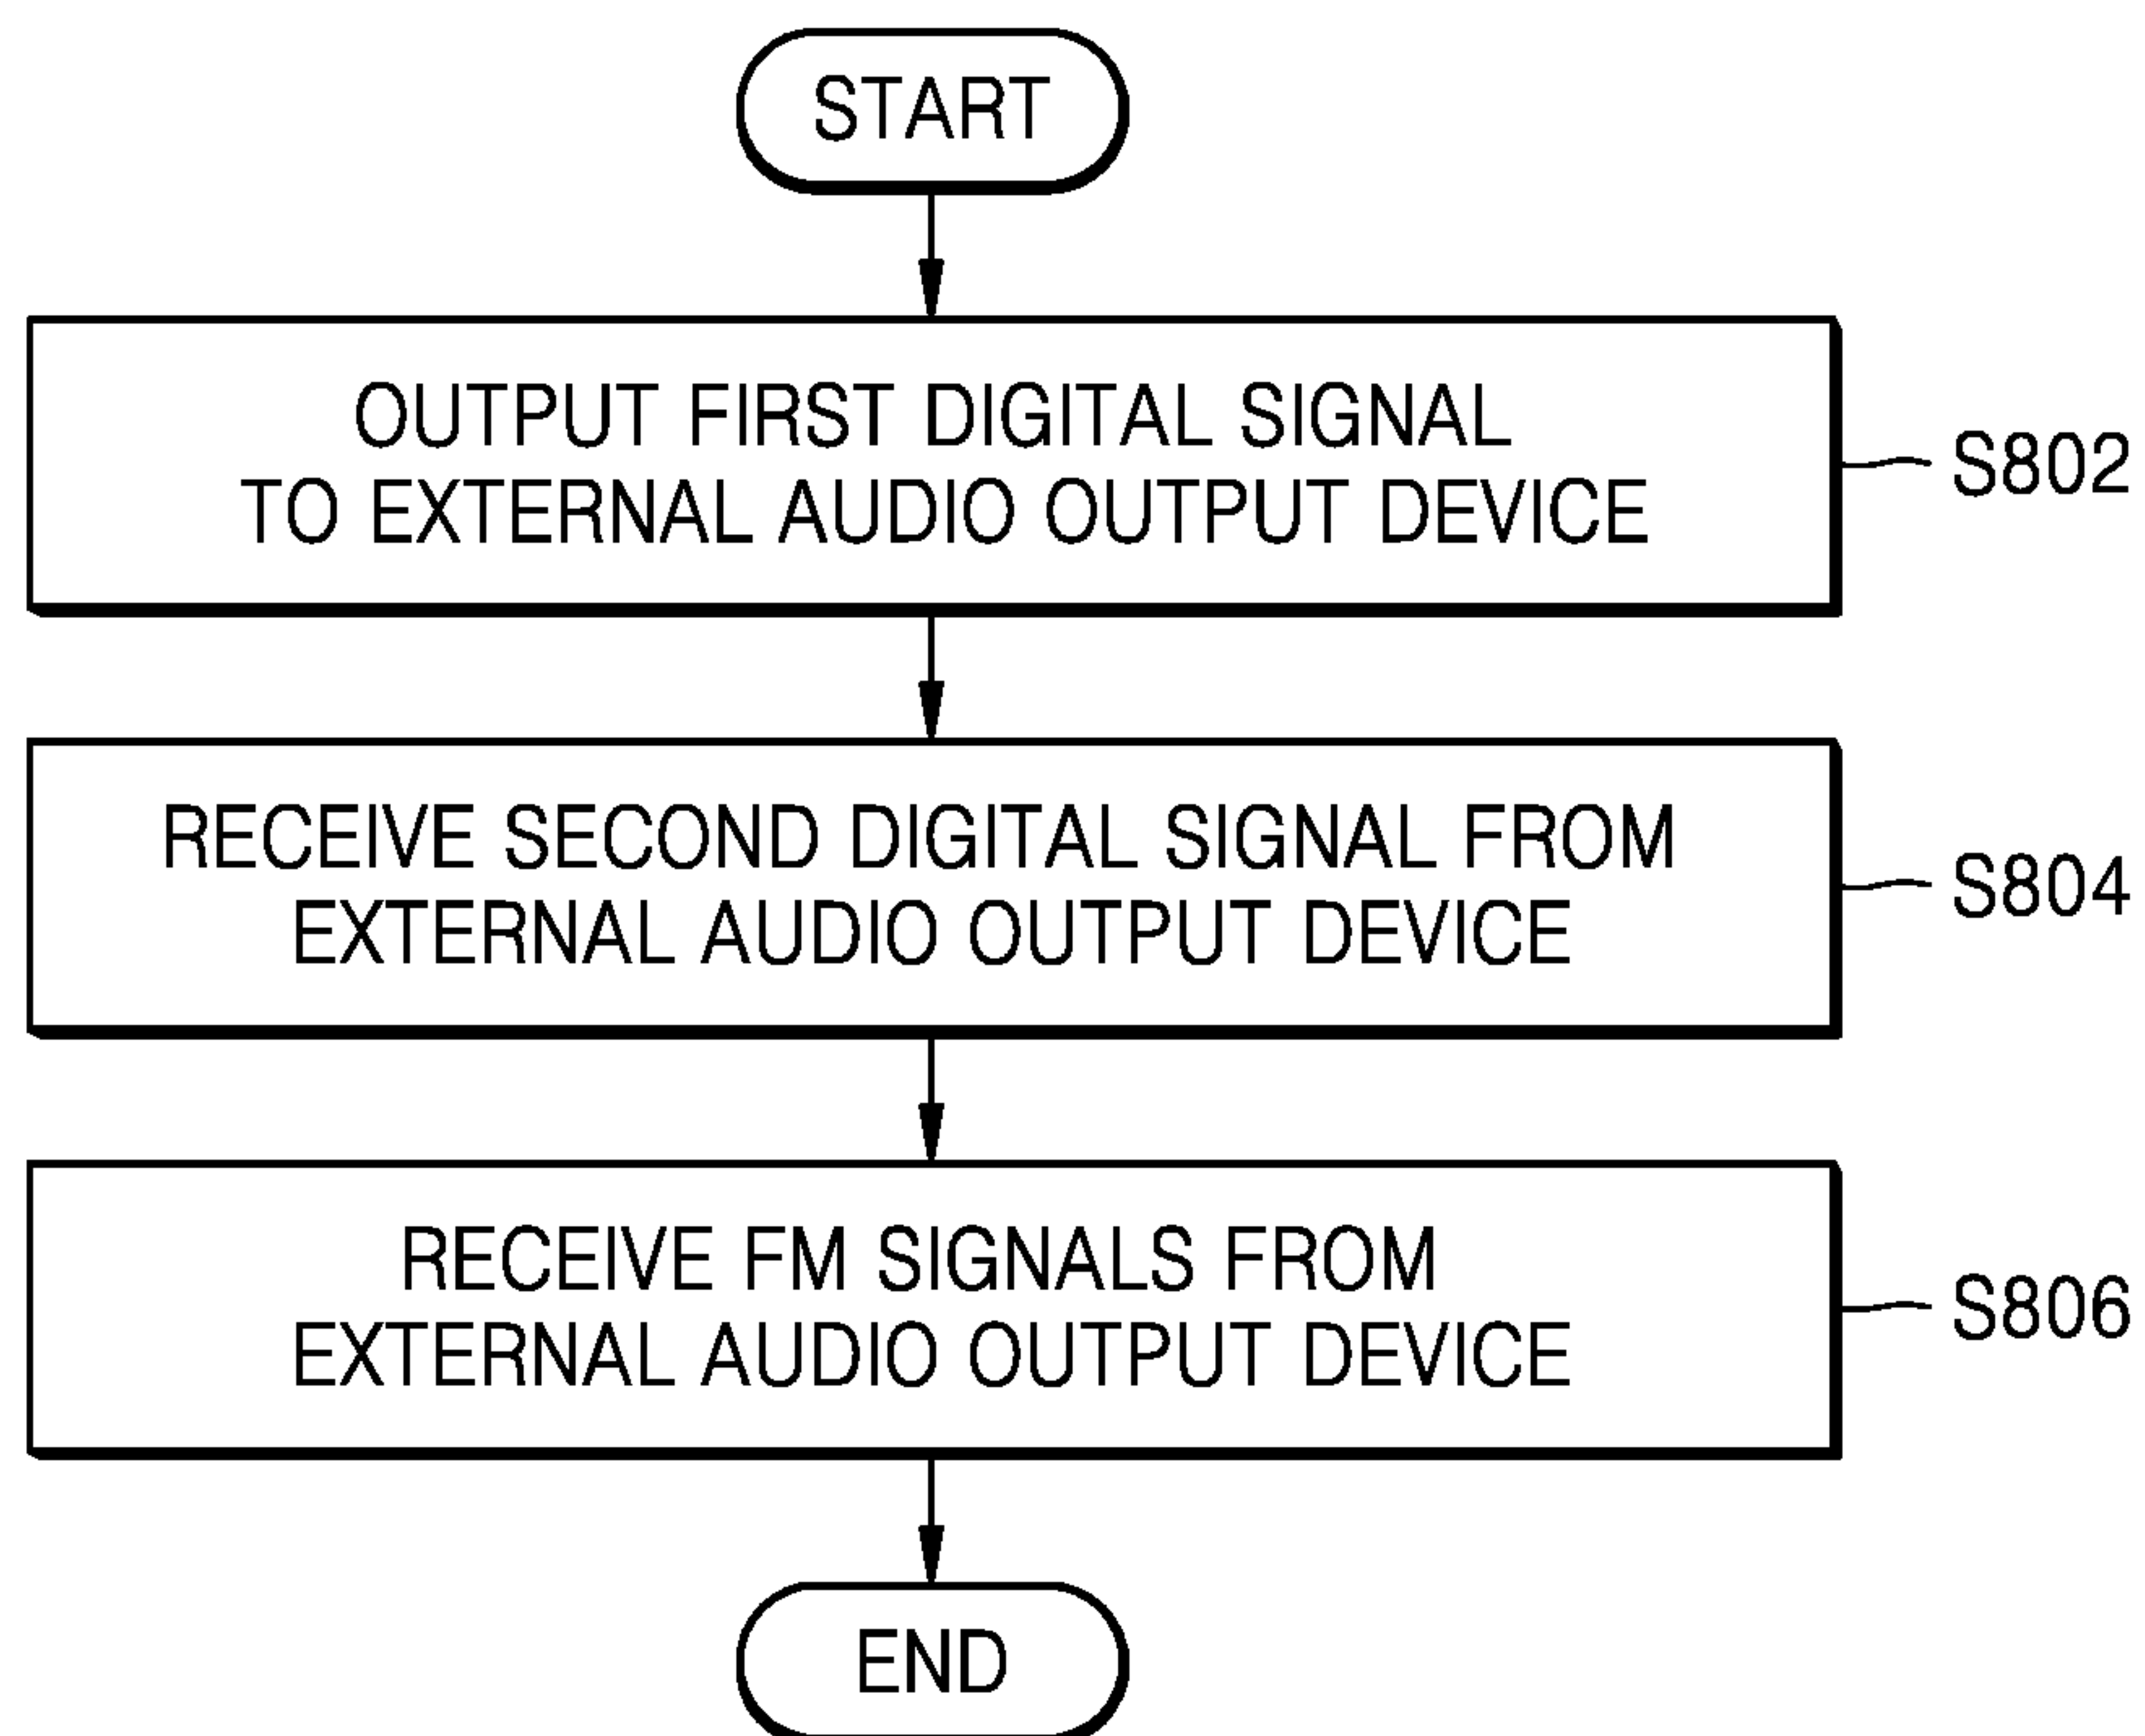 START
OUTPUT FIRST DIGITAL SIGNAL
TO EXTERNAL AUDIO OUTPUT DEVICE
S802
RECEIVE SECOND DIGITAL SIGNAL FROM
EXTERNAL AUDIO OUTPUT DEVICE
S804
RECEIVE FM SIGNALS FROM
EXTERNAL AUDIO OUTPUT DEVICE
S806
END